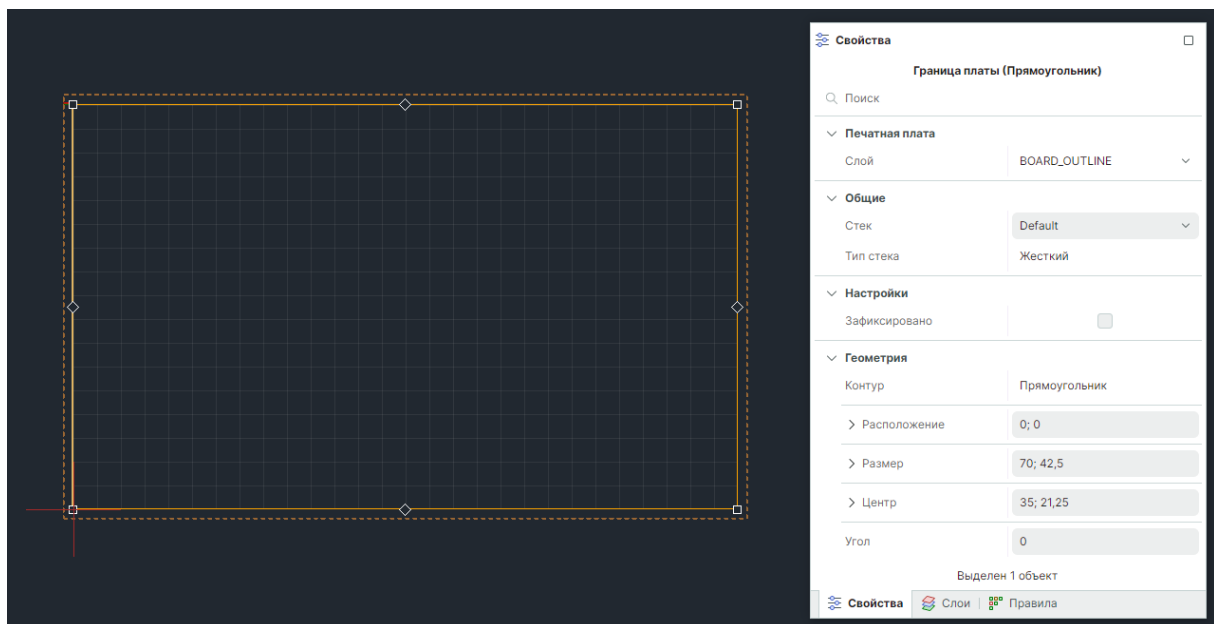 Свойства
Граница платы (Прямоугольник)
Поиск
Печатная плата
Слой BOARD_OUTLINE
Общие
Стек Default
Тип стека Жесткий
Настройки
Зафиксировано
Геометрия
Контур Прямоугольник
Расположение 0; 0
Размер 70; 42,5
Центр 35; 21,25
Угол 0
Выделен 1 объект
Свойства Слои Правила